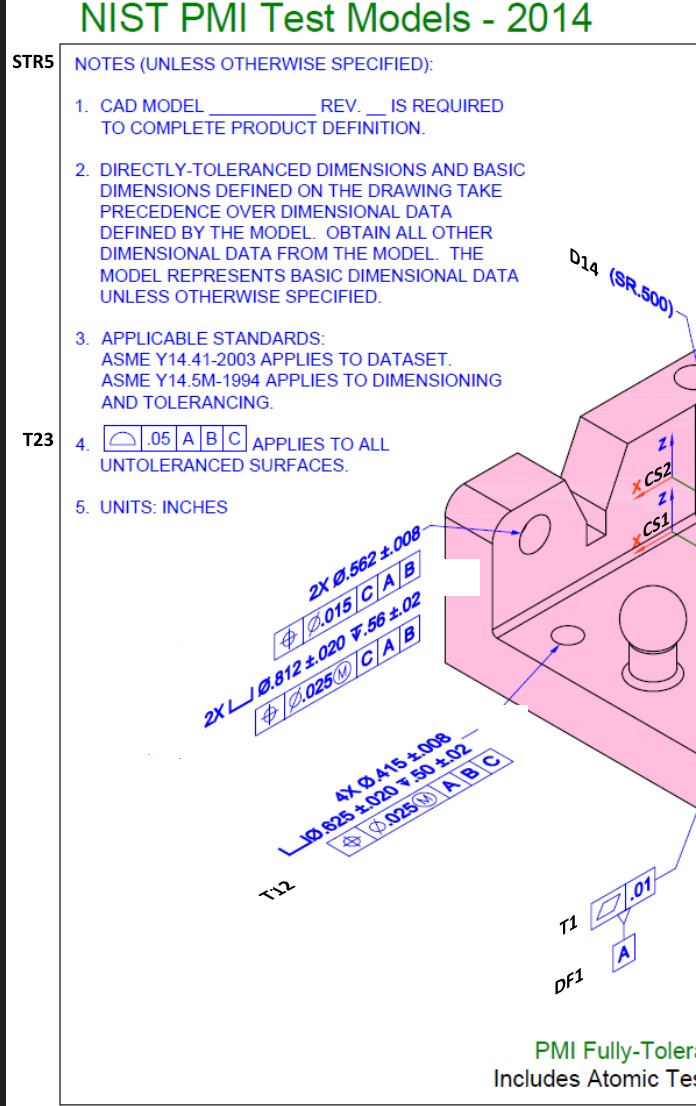 NIST PMI Test Models - 2014
STR5
NOTES (UNLESS OTHERWISE SPECIFIED):
1. CAD MODEL ___________ REV. __ IS REQUIRED
TO COMPLETE PRODUCT DEFINITION.
2. DIRECTLY-TOLERANCED DIMENSIONS AND BASIC
DIMENSIONS DEFINED ON THE DRAWING TAKE
PRECEDENCE OVER DIMENSIONAL DATA
DEFINED BY THE MODEL. OBTAIN ALL OTHER
DIMENSIONAL DATA FROM THE MODEL. THE
MODEL REPRESENTS BASIC DIMENSIONAL DATA
UNLESS OTHERWISE SPECIFIED.
3. APPLICABLE STANDARDS:
ASME Y14.41-2003 APPLIES TO DATASET.
ASME Y14.5M-1994 APPLIES TO DIMENSIONING
AND TOLERANCING.
T23
4. ⌓ .05 A B C APPLIES TO ALL
UNTOLERANCED SURFACES.
5. UNITS: INCHES
D14 (SR.500)
Z
X CS2
Z
X CS1
2X Ø.562 ±.008
⌖ Ø.015 C A B
2X ⌴ Ø.812 ±.020 ↧.56 ±.02
⌖ Ø.025Ⓜ C A B
4X Ø.415 ±.008
⌴ Ø.625 ±.020 ↧.50 ±.02
⌖ Ø.025Ⓜ A B C
T12
T1 ⏥ .01
A
DF1
PMI Fully-Toler
Includes Atomic Te